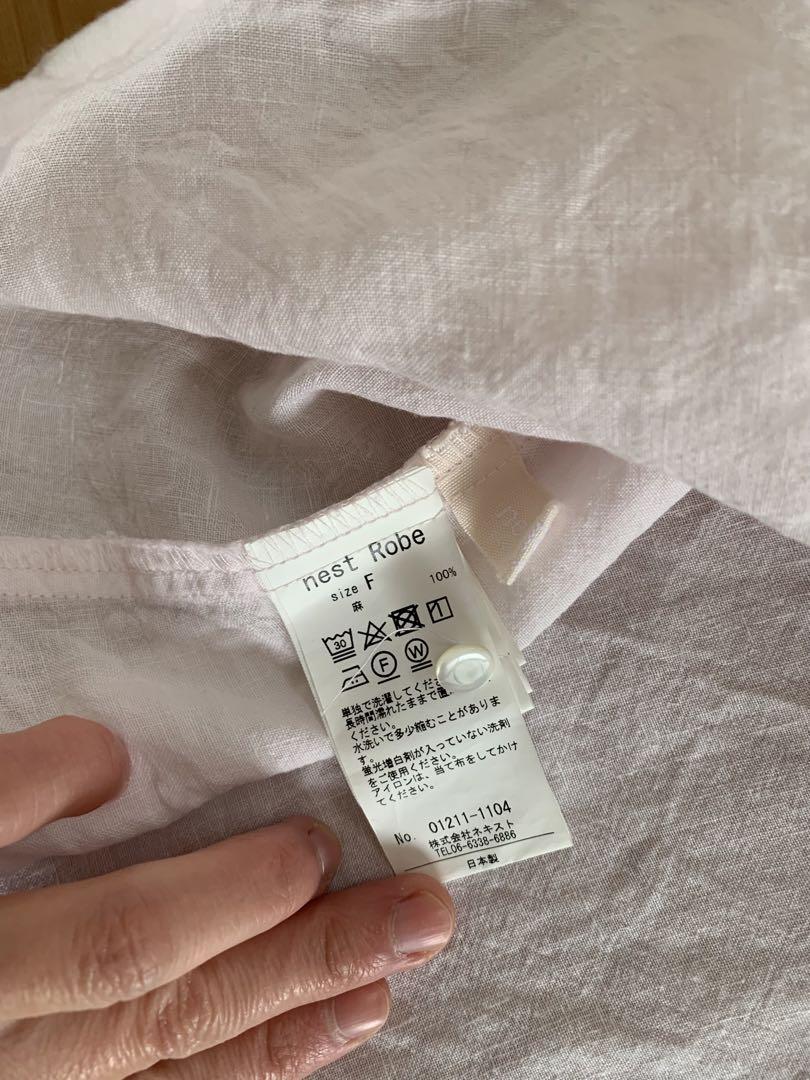 nest Robe
size F
麻 100%
30
F W
単独で洗濯してくだ
長時間濡れたままで置
ください。
水洗いで多少縮むことがありま
す。
蛍光増白剤が入っていない洗剤
をご使用ください。
アイロンは、当て布をしてかけ
てください。
No. 01211-1104
株式会社ネキスト
TEL06-6338-6886
日本製